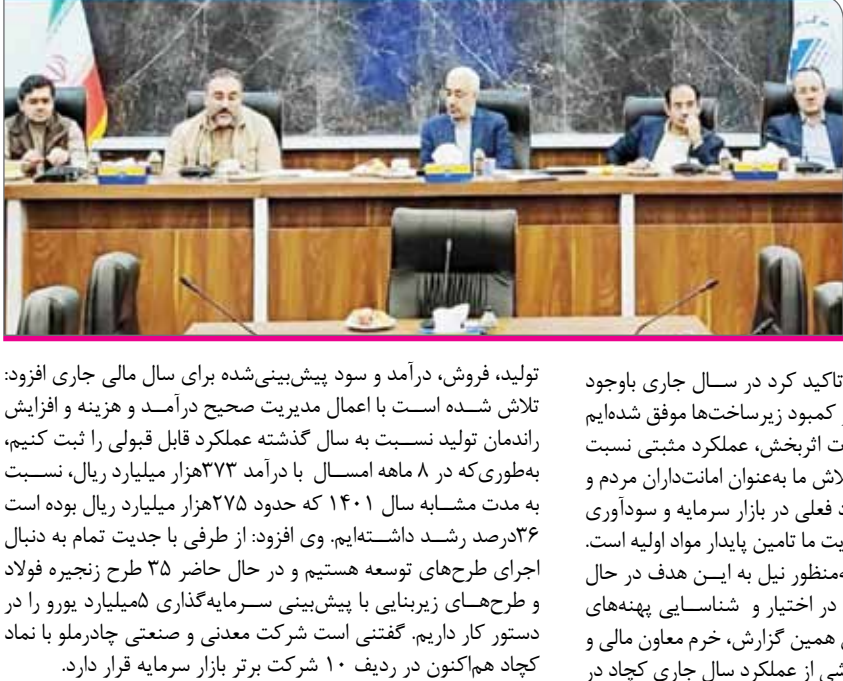 تاکید کرد در سال جاری باوجود
کمبود زیرساخت‌ها موفق شده‌ایم
اثربخش، عملکرد مثبتی نسبت
ما به‌عنوان امانت‌داران مردم و
فعلی در بازار سرمایه و سودآوری
ما تامین پایدار مواد اولیه است.
نیل به این هدف در حال
در اختیار و شناسایی پهنه‌های
همین گزارش، خرم معاون مالی و
از عملکرد سال جاری کچاد در
تولید، فروش، درآمد و سود پیش‌بینی‌شده برای سال مالی جاری افزود:
تلاش شده است با اعمال مدیریت صحیح درآمد و هزینه و افزایش
راندمان تولید نسبت به سال گذشته عملکرد قابل قبولی را ثبت کنیم،
به‌طوری‌که در ۸ ماهه امسال با درآمد ۳۷۳هزار میلیارد ریال، نسبت
به مدت مشابه سال ۱۴۰۱ که حدود ۲۷۵هزار میلیارد ریال بوده است
۳۶درصد رشد داشته‌ایم. وی افزود: از طرفی با جدیت تمام به دنبال
اجرای طرح‌های توسعه هستیم و در حال حاضر ۳۵ طرح زنجیره فولاد
و طرح‌های زیربنایی با پیش‌بینی سرمایه‌گذاری ۵میلیارد یورو را در
دستور کار داریم. گفتنی است شرکت معدنی و صنعتی چادرملو با نماد
کچاد هم‌اکنون در ردیف ۱۰ شرکت برتر بازار سرمایه قرار دارد.